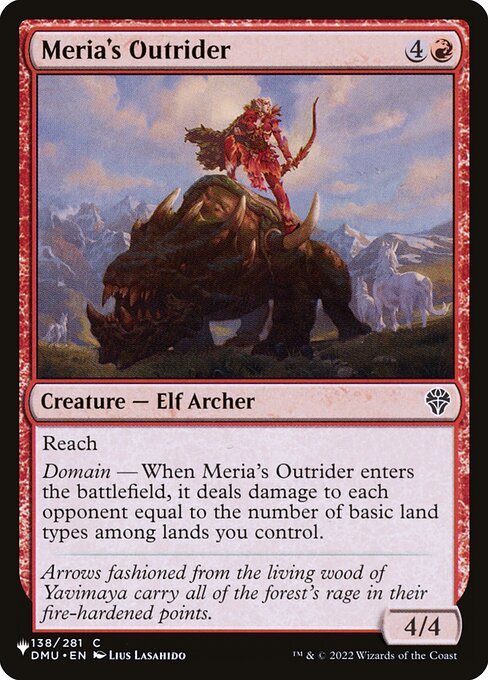 Meria's Outrider 4
Creature — Elf Archer
Reach
Domain — When Meria's Outrider enters
the battlefield, it deals damage to each
opponent equal to the number of basic land
types among lands you control.
Arrows fashioned from the living wood of
Yavimaya carry all of the forest's rage in their
fire-hardened points.
4/4
138/281 C
DMU • EN Lius Lasahido
™ & © 2022 Wizards of the Coast